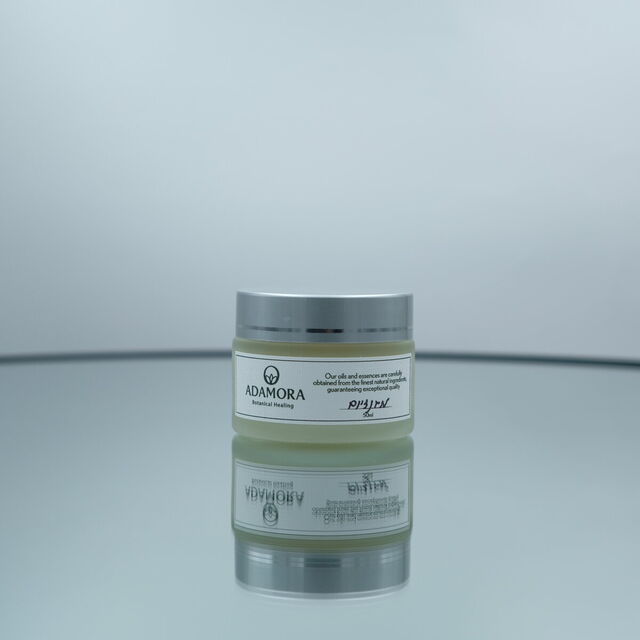 ADAMORA
Botanical Healing
Our oils and essences are carefully
obtained from the finest natural ingredients,
guaranteeing exceptional quality.
50ml